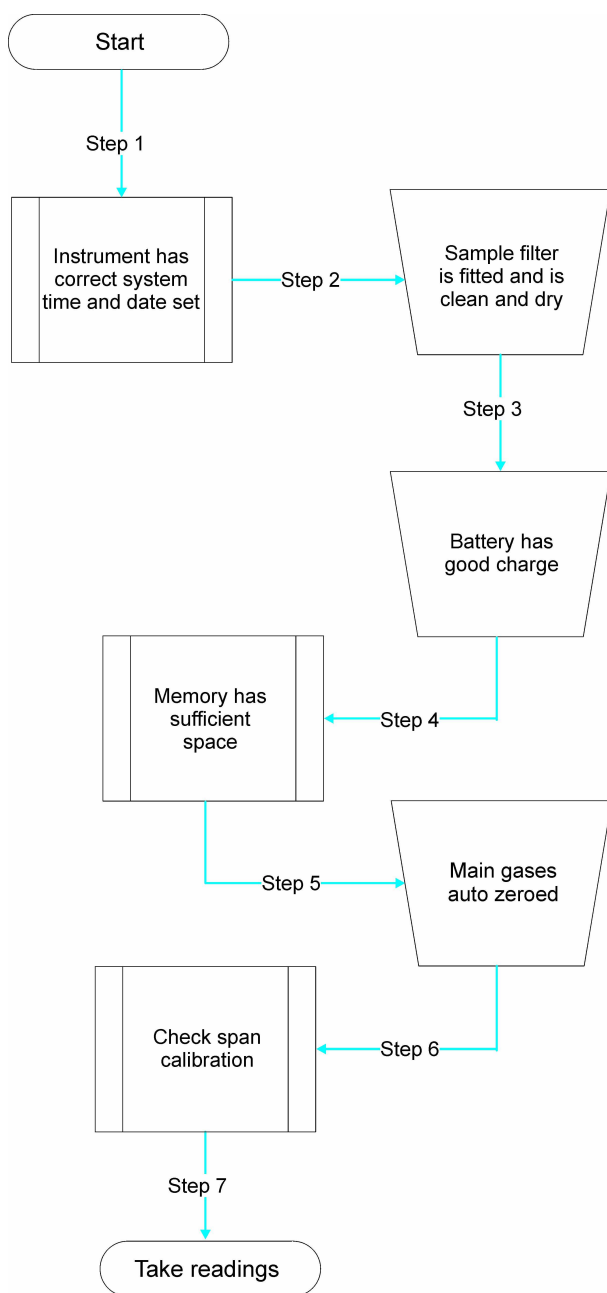 Start
Step 1
Instrument has
correct system
time and date set
Step 2
Sample filter
is fitted and is
clean and dry
Step 3
Battery has
good charge
Step 4
Memory has
sufficient
space
Step 5
Main gases
auto zeroed
Step 6
Check span
calibration
Step 7
Take readings